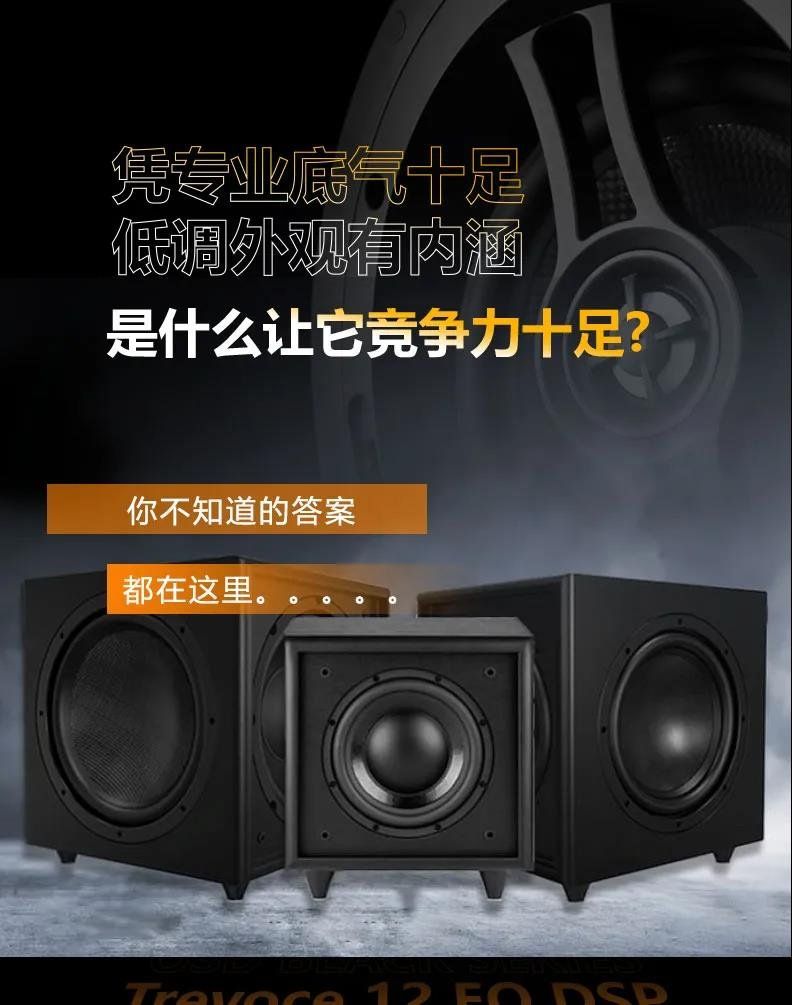 凭专业底气十足
低调外观有内涵
是什么让它竞争力十足?
你不知道的答案
都在这里。。。。。
Trevoce 12 EQ DSP